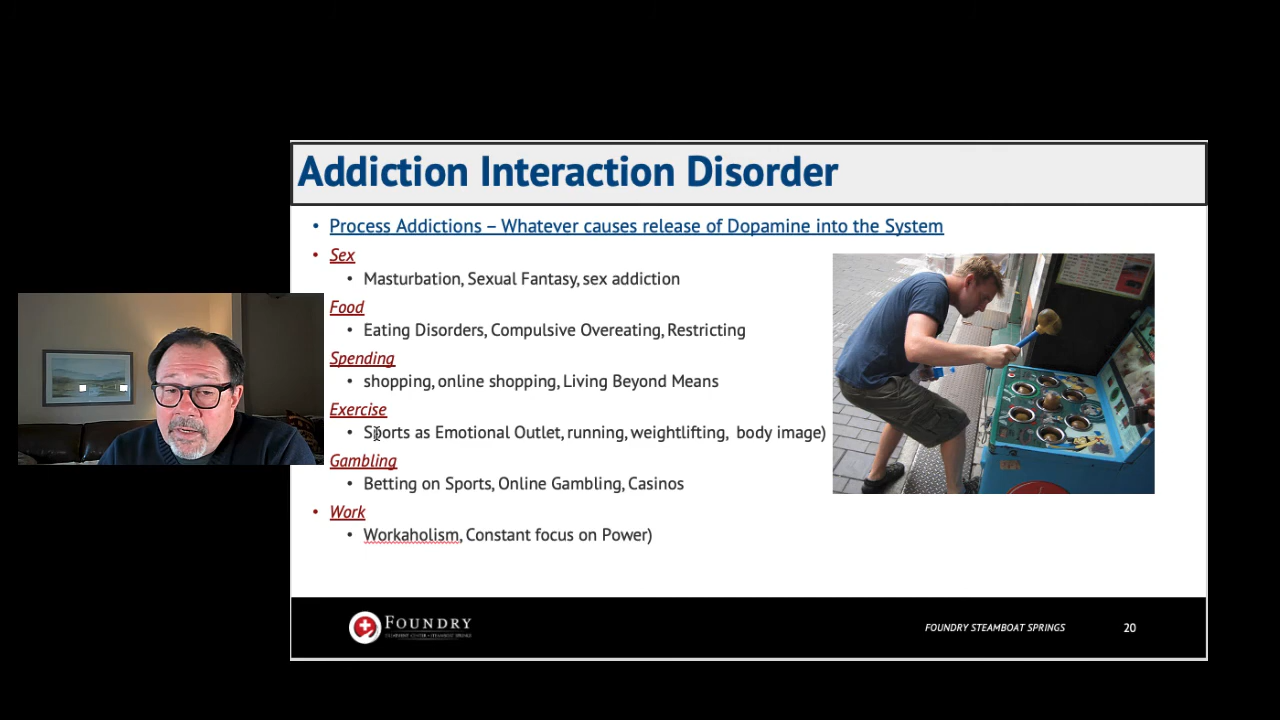 Addiction Interaction Disorder
Process Addictions – Whatever causes release of Dopamine into the System
Sex
Masturbation, Sexual Fantasy, sex addiction
Food
Eating Disorders, Compulsive Overeating, Restricting
Spending
shopping, online shopping, Living Beyond Means
Exercise
Sports as Emotional Outlet, running, weightlifting, body image)
Gambling
Betting on Sports, Online Gambling, Casinos
Work
Workaholism, Constant focus on Power)
FOUNDRY
FOUNDRY STEAMBOAT SPRINGS
20